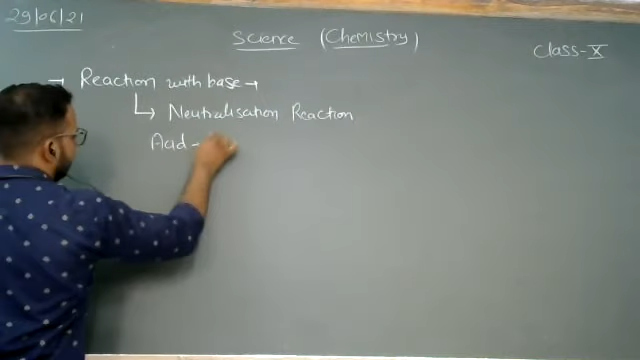 29/06/21
Science (Chemistry)
Class-X
→ Reaction with base →
↳ Neutralisation Reaction
Acid -